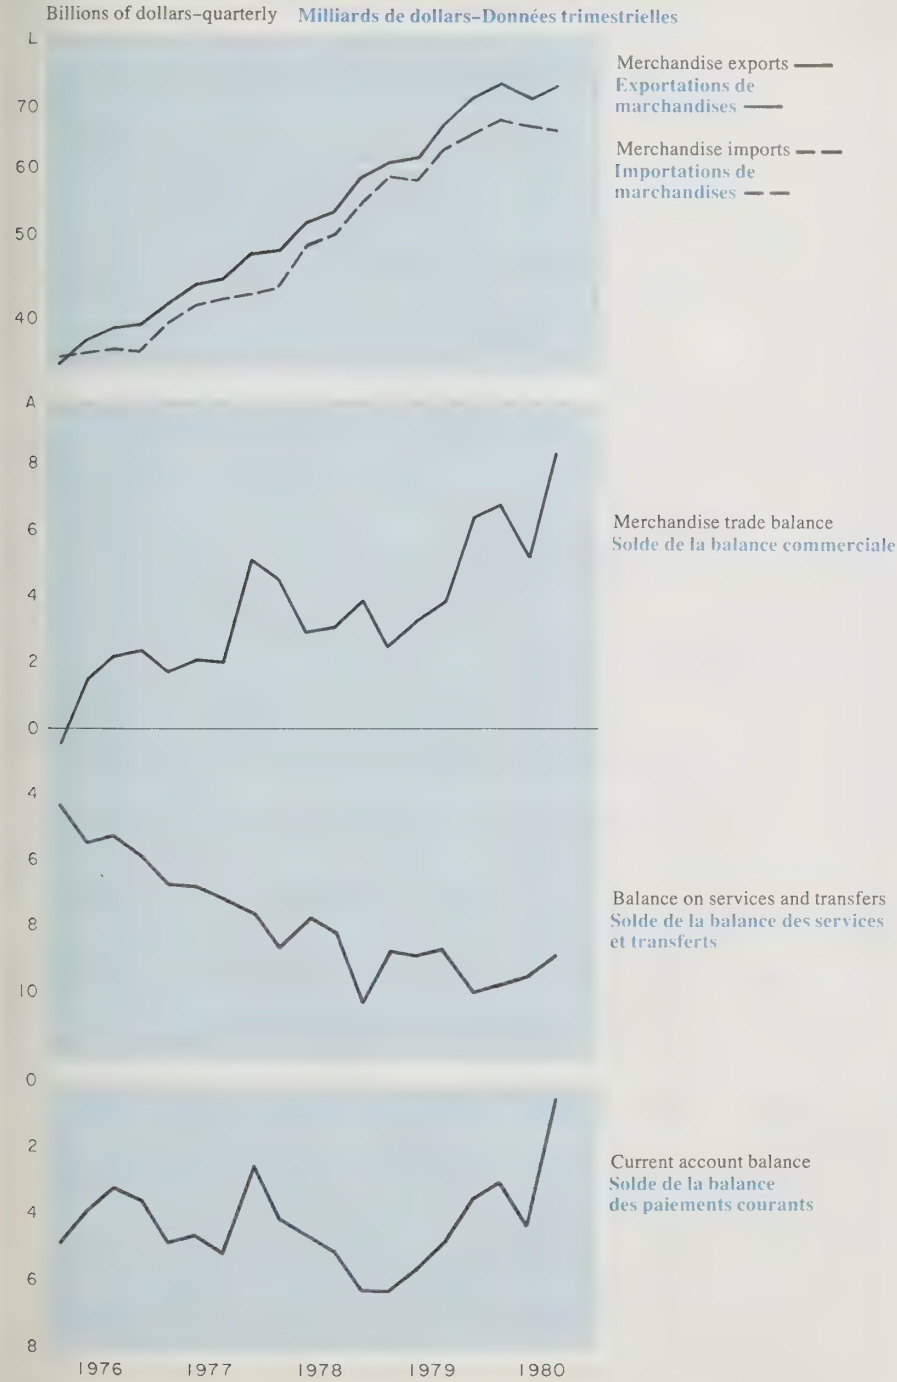 Billions of dollars–quarterly Milliards de dollars–Données trimestrielles
L
70
60
50
40
Merchandise exports
Exportations de
marchandises
Merchandise imports
Importations de
marchandises
A
8
6
4
2
0
4
6
8
10
Merchandise trade balance
Solde de la balance commerciale
Balance on services and transfers
Solde de la balance des services
et transferts
0
2
4
6
8
Current account balance
Solde de la balance
des paiements courants
1976 1977 1978 1979 1980